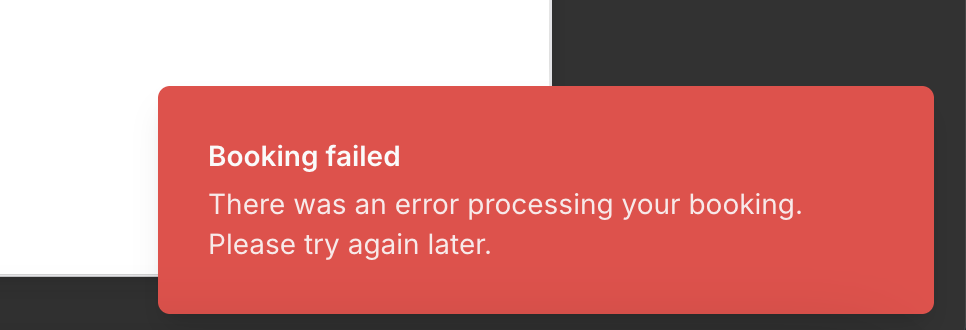 Booking failed
There was an error processing your booking.
Please try again later.